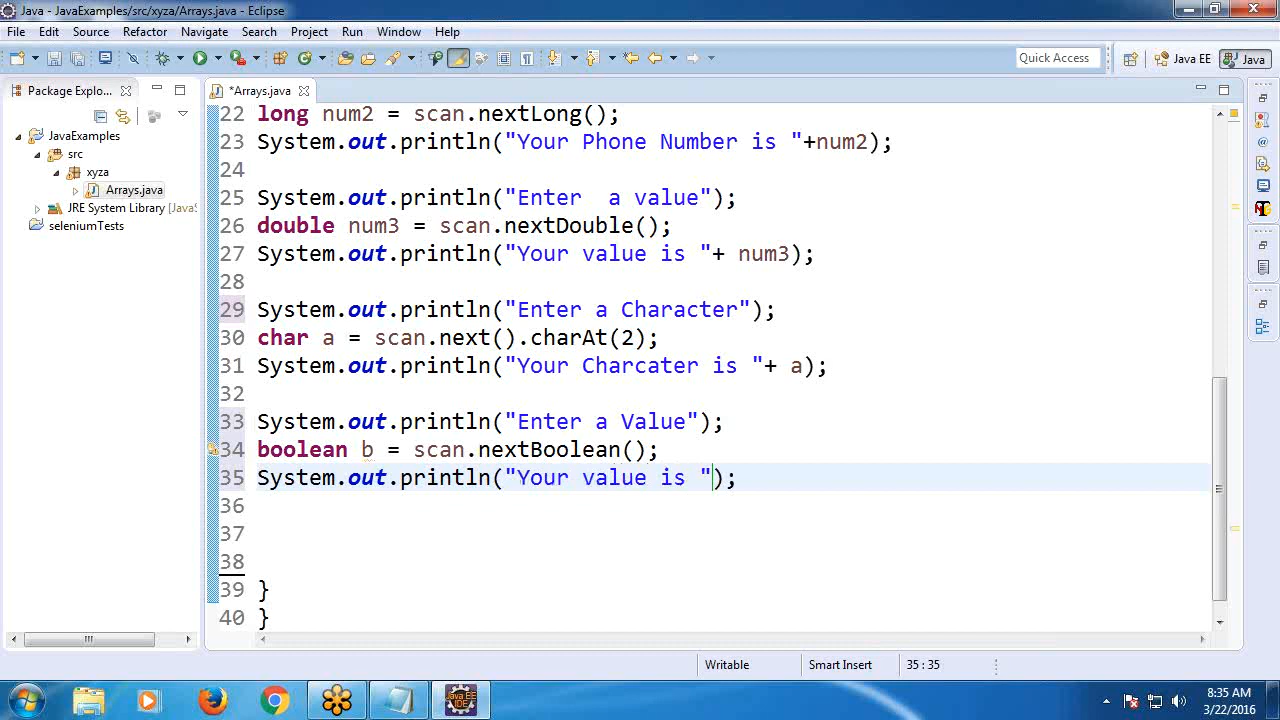 Java - JavaExamples/src/xyza/Arrays.java - Eclipse
File Edit Source Refactor Navigate Search Project Run Window Help
Quick Access
Java EE
Java
Package Explo...
JavaExamples
src
xyza
Arrays.java
JRE System Library [JavaS
seleniumTests
*Arrays.java
22 long num2 = scan.nextLong();
23 System.out.println("Your Phone Number is "+num2);
24
25 System.out.println("Enter  a value");
26 double num3 = scan.nextDouble();
27 System.out.println("Your value is "+ num3);
28
29 System.out.println("Enter a Character");
30 char a = scan.next().charAt(2);
31 System.out.println("Your Charcater is "+ a);
32
33 System.out.println("Enter a Value");
34 boolean b = scan.nextBoolean();
35 System.out.println("Your value is ");
36
37
38
39 }
40 }
Writable Smart Insert 35 : 35
Java EE
IDE
8:35 AM
3/22/2016